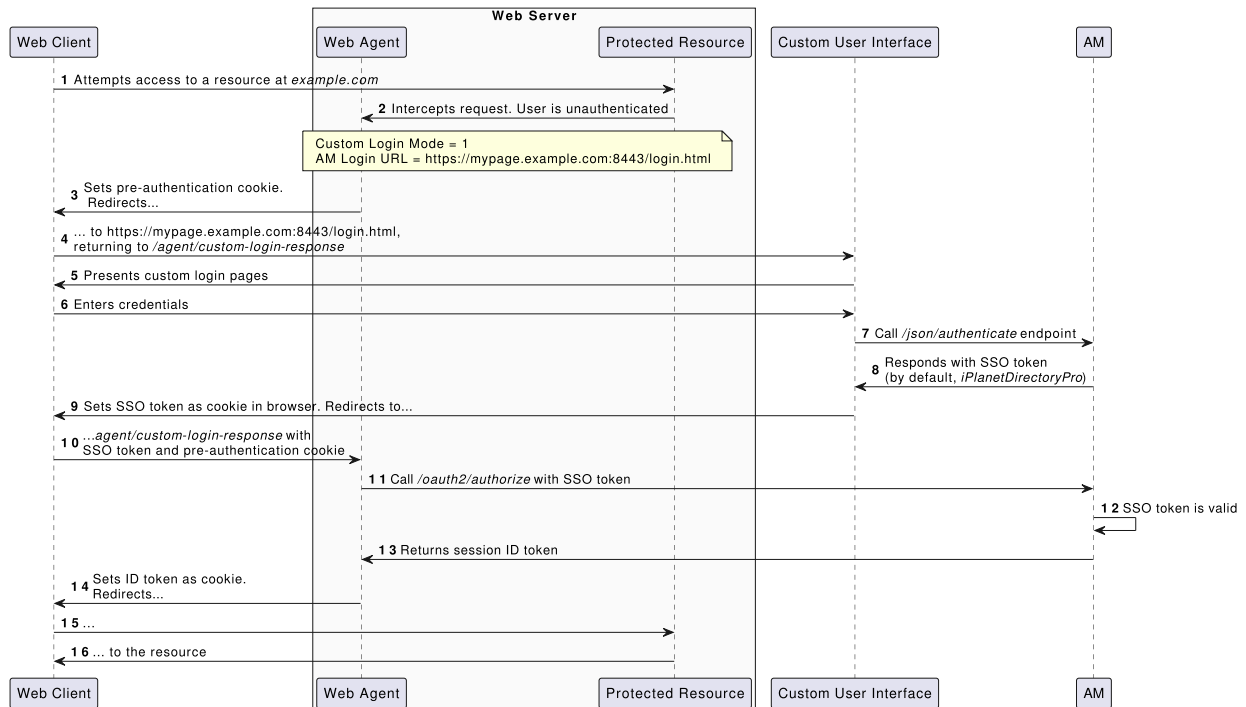 Web Server
Web Client
Web Agent
Protected Resource
Custom User Interface
AM
1 Attempts access to a resource at example.com
2 Intercepts request. User is unauthenticated
Custom Login Mode = 1
AM Login URL = https://mypage.example.com:8443/login.html
3 Sets pre-authentication cookie.
Redirects...
4 ... to https://mypage.example.com:8443/login.html,
returning to /agent/custom-login-response
5 Presents custom login pages
6 Enters credentials
7 Call /json/authenticate endpoint
8 Responds with SSO token
(by default, iPlanetDirectoryPro)
9 Sets SSO token as cookie in browser. Redirects to...
10 ...agent/custom-login-response with
SSO token and pre-authentication cookie
11 Call /oauth2/authorize with SSO token
12 SSO token is valid
13 Returns session ID token
14 Sets ID token as cookie.
Redirects...
15 ...
16 ... to the resource
Web Client
Web Agent
Protected Resource
Custom User Interface
AM